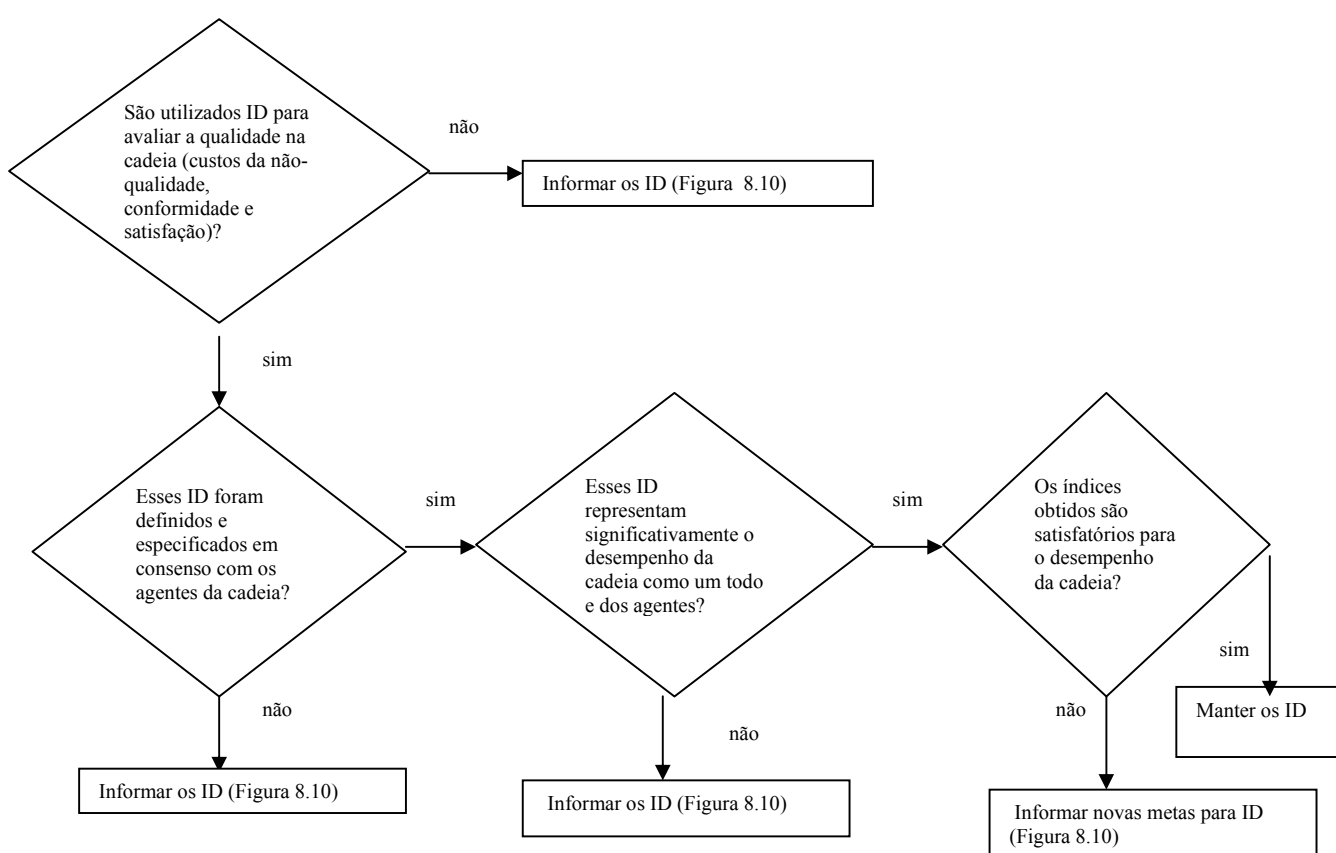 São utilizados ID para
avaliar a qualidade na
cadeia (custos da não-
qualidade,
conformidade e
satisfação)?
não
Informar os ID (Figura 8.10)
sim
Esses ID foram
definidos e
especificados em
consenso com os
agentes da cadeia?
sim
Esses ID
representam
significativamente o
desempenho da
cadeia como um todo
e dos agentes?
sim
Os índices
obtidos são
satisfatórios para
o desempenho
da cadeia?
sim
Manter os ID
não
Informar os ID (Figura 8.10)
não
Informar os ID (Figura 8.10)
não
Informar novas metas para ID
(Figura 8.10)